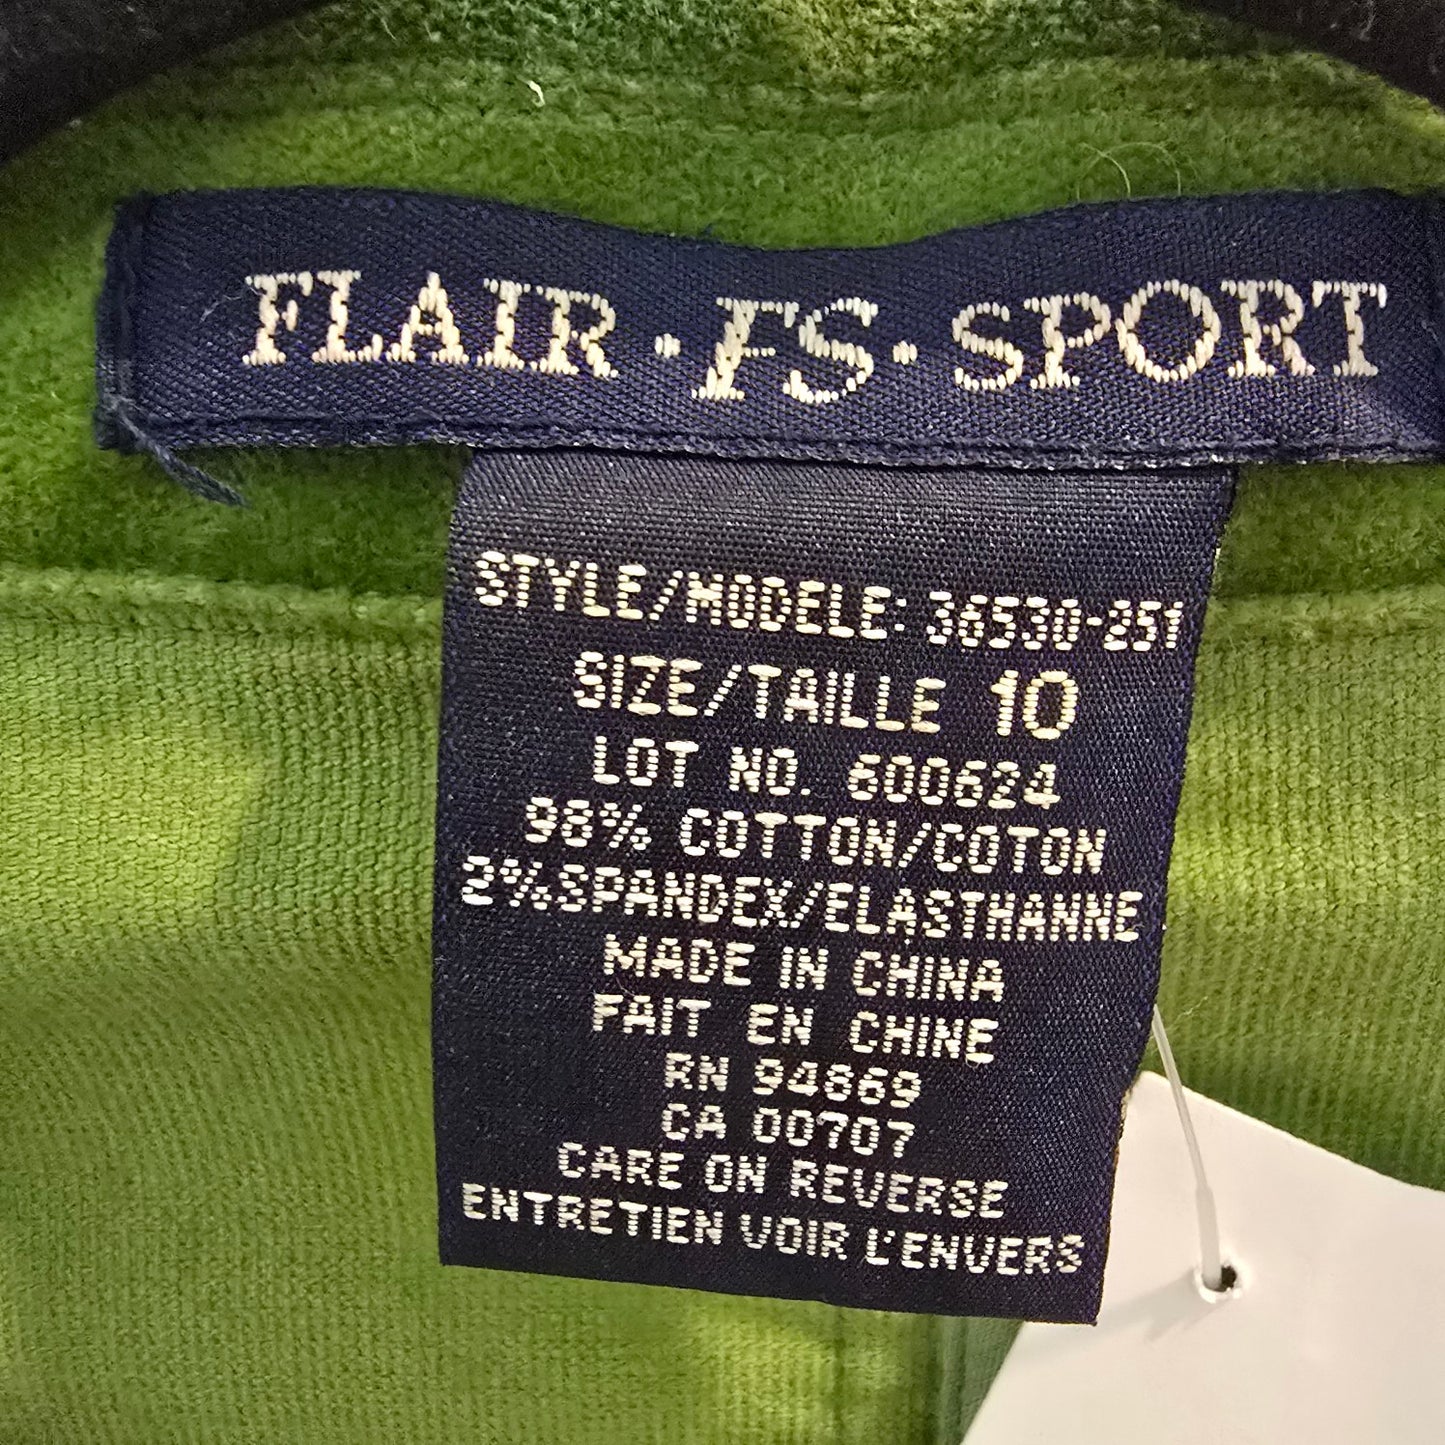 FLAIR • FS • SPORT
STYLE/MODELE: 36530-251
SIZE/TAILLE 10
LOT NO. 600624
98% COTTON/COTON
2%SPANDEX/ELASTHANNE
MADE IN CHINA
FAIT EN CHINE
RN 94869
CA 00707
CARE ON REVERSE
ENTRETIEN VOIR L'ENVERS